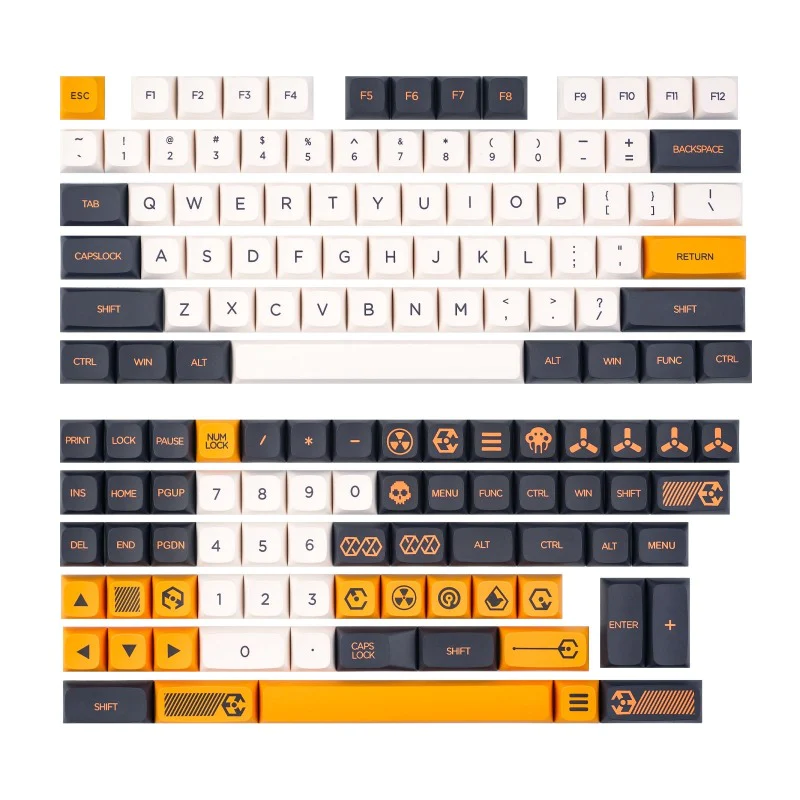 ESC F1 F2 F3 F4 F5 F6 F7 F8 F9 F10 F11 F12
~ ! @ # $ % ^ & * ( ) — +
` 1 2 3 4 5 6 7 8 9 0 - = BACKSPACE
TAB Q W E R T Y U I O P { [ } ] | \
CAPSLOCK A S D F G H J K L : ; " ' RETURN
SHIFT Z X C V B N M < , > . ? / SHIFT
CTRL WIN ALT ALT WIN FUNC CTRL
PRINT LOCK PAUSE NUM LOCK / * −
INS HOME PGUP 7 8 9 0 MENU FUNC CTRL WIN SHIFT
DEL END PGDN 4 5 6 ALT CTRL ALT MENU
1 2 3
ENTER +
0 . CAPS LOCK SHIFT
SHIFT